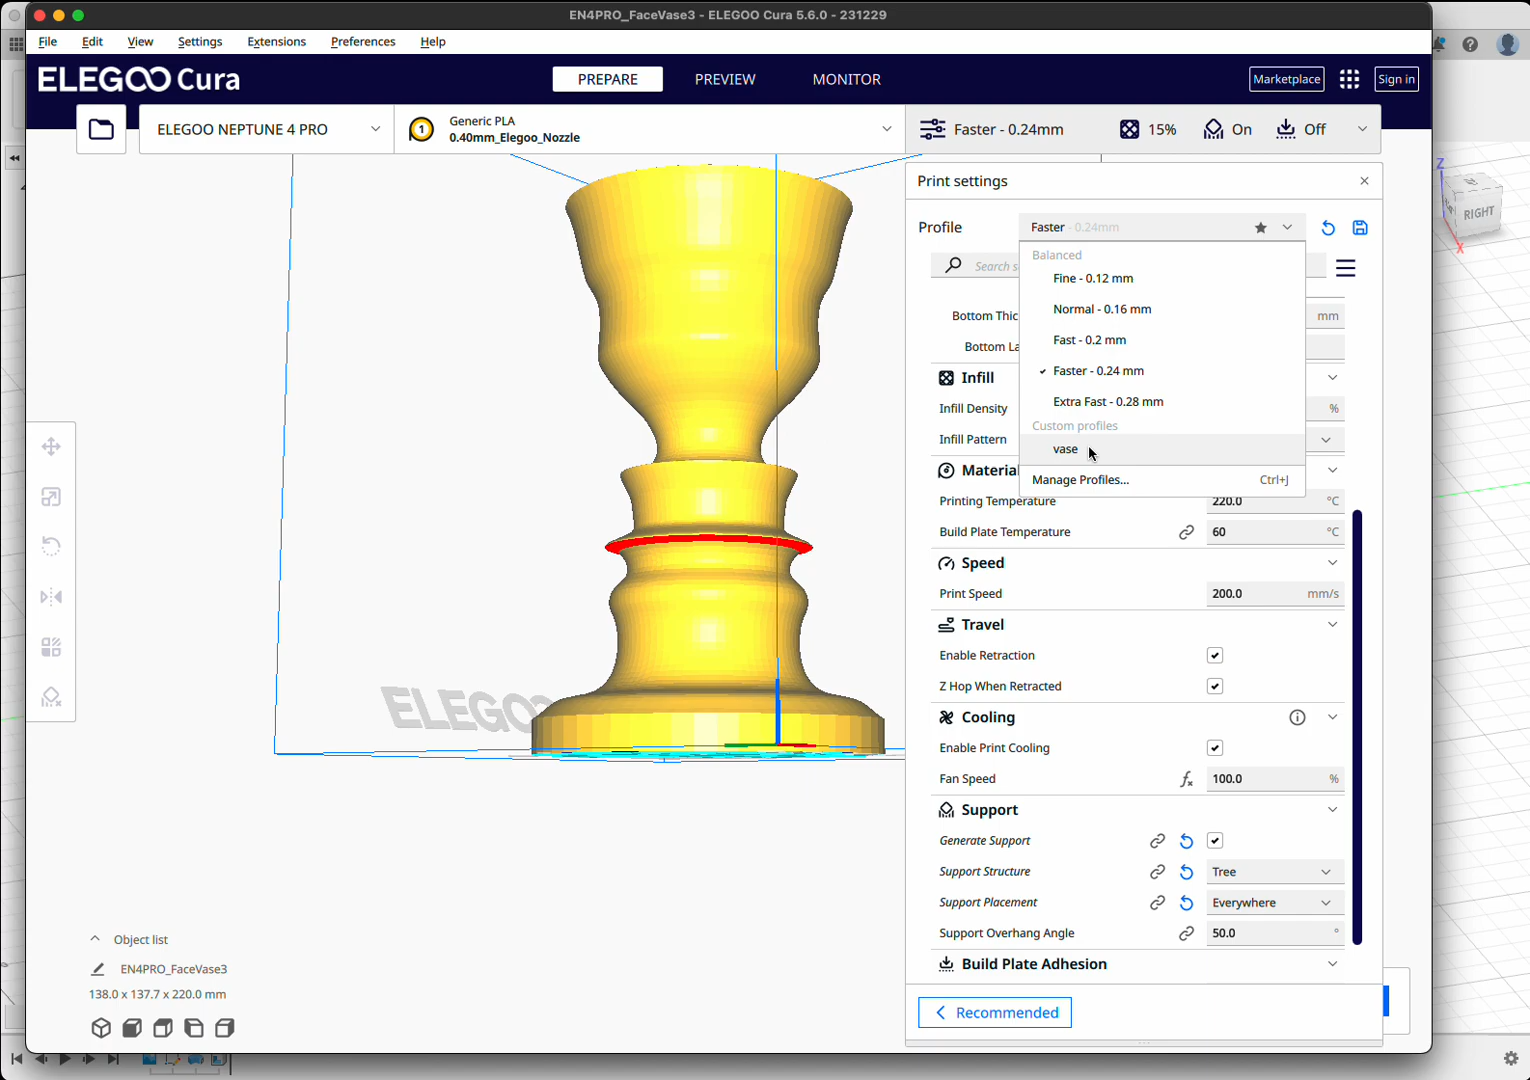 EN4PRO_FaceVase3 - ELEGOO Cura 5.6.0 - 231229
File Edit View Settings Extensions Preferences Help
ELEGOO Cura
PREPARE PREVIEW MONITOR
Marketplace Sign in
ELEGOO NEPTUNE 4 PRO
1
Generic PLA
0.40mm_Elegoo_Nozzle
Faster - 0.24mm 15% On Off
Print settings
Profile Faster - 0.24mm
Search s
Balanced
Fine - 0.12 mm
Normal - 0.16 mm
Fast - 0.2 mm
Faster - 0.24 mm
Extra Fast - 0.28 mm
Custom profiles
vase
Manage Profiles... Ctrl+J
Bottom Thic mm
Bottom La
Infill
Infill Density %
Infill Pattern
Material
Printing Temperature 220.0 °C
Build Plate Temperature 60 °C
Speed
Print Speed 200.0 mm/s
Travel
Enable Retraction
Z Hop When Retracted
Cooling
Enable Print Cooling
Fan Speed 100.0 %
Support
Generate Support
Support Structure Tree
Support Placement Everywhere
Support Overhang Angle 50.0 °
Build Plate Adhesion
Recommended
ELEGOO
Object list
EN4PRO_FaceVase3
138.0 x 137.7 x 220.0 mm
Z
RIGHT
X